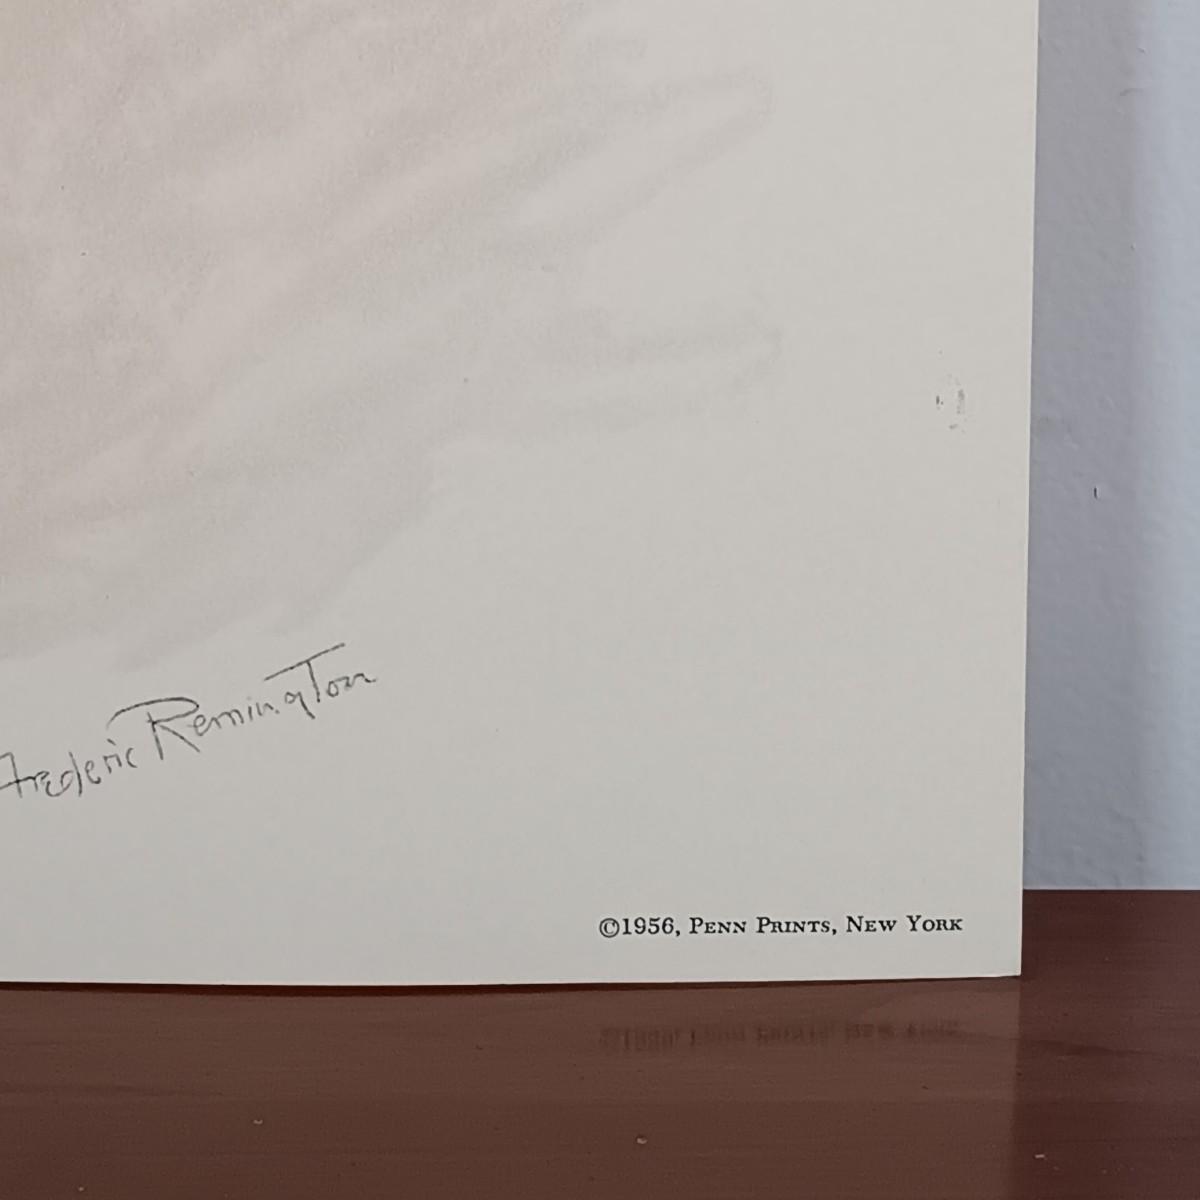 Frederic Remington
©1956, Penn Prints, New York